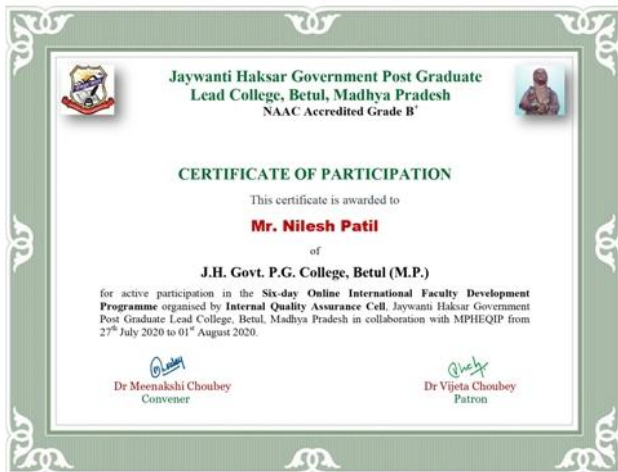 Jaywanti Haksar Government Post Graduate
Lead College, Betul, Madhya Pradesh
NAAC Accredited Grade B+
CERTIFICATE OF PARTICIPATION
This certificate is awarded to
Mr. Nilesh Patil
of
J.H. Govt. P.G. College, Betul (M.P.)
for active participation in the Six-day Online International Faculty Development
Programme organised by Internal Quality Assurance Cell, Jaywanti Haksar Government
Post Graduate Lead College, Betul, Madhya Pradesh in collaboration with MPHEQIP from
27th July 2020 to 01st August 2020.
Dr Meenakshi Choubey
Convener
Dr Vijeta Choubey
Patron